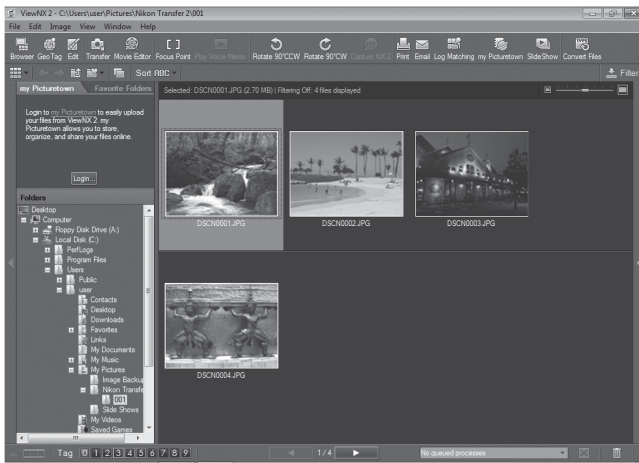 ViewNX 2 - C:\Users\user\Pictures\Nikon Transfer 2\001
File Edit Image View Window Help
Browser GeoTag Edit Transfer Movie Editor Focus Point Play Voice Memo Rotate 90°CCW Rotate 90°CW Capture NX 2 Print Email Log Matching my Picturetown SlideShow Convert Files
Sort ABC Filter
my Picturetown Favorite Folders
Selected: DSCN0001.JPG (2.70 MB) | Filtering Off: 4 files displayed
Login to my Picturetown to easily upload
your files from ViewNX 2. my
Picturetown allows you to store,
organize, and share your files online.
Login...
Folders
Desktop
Computer
Floppy Disk Drive (A:)
Local Disk (C:)
PerfLogs
Program Files
Users
Public
user
Contacts
Desktop
Downloads
Favorites
Links
My Documents
My Music
My Pictures
Image Backup
Nikon Transfe
001
Slide Shows
My Videos
Saved Games
DSCN0001.JPG
DSCN0002.JPG
DSCN0003.JPG
DSCN0004.JPG
Tag 0 1 2 3 4 5 6 7 8 9
1/4
No queued processes